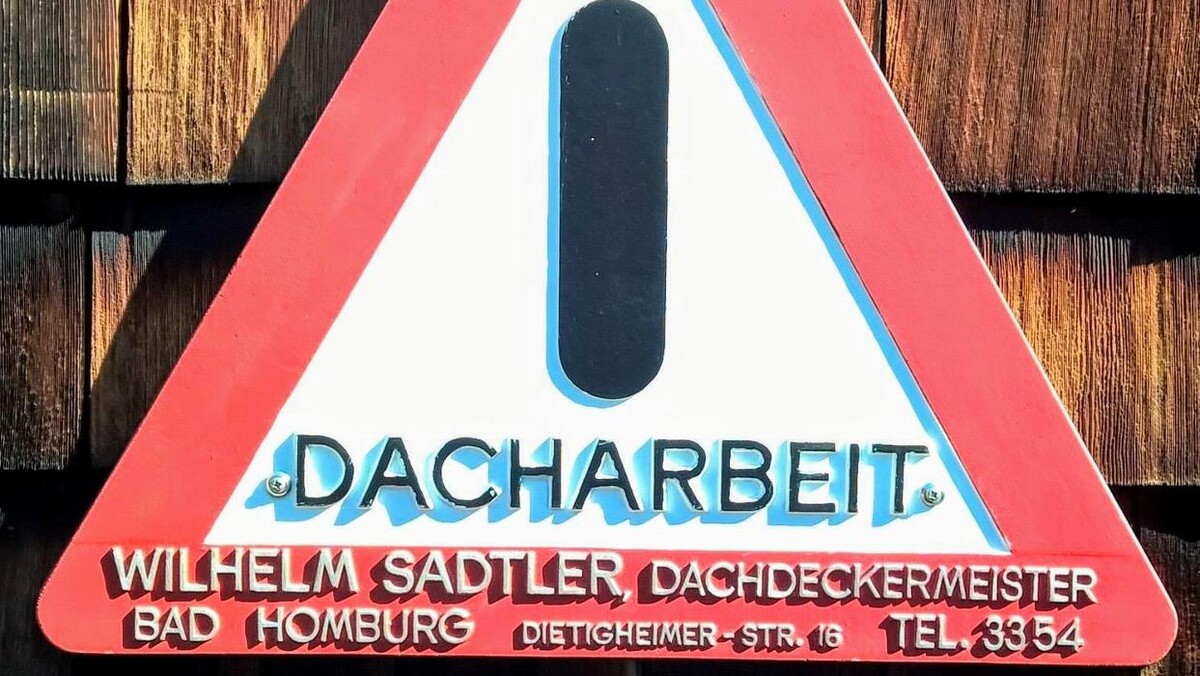 DACHARBEIT
WILHELM SADTLER, DACHDECKERMEISTER
BAD HOMBURG DIETIGHEIMER-STR. 16 TEL. 3354